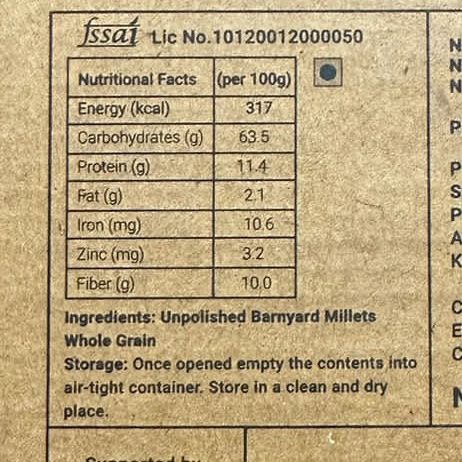 fssai Lic No.10120012000050
Nutritional Facts (per 100g)
Energy (kcal) 317
Carbohydrates (g) 63.5
Protein (g) 11.4
Fat (g) 2.1
Iron (mg) 10.6
Zinc (mg) 3.2
Fiber (g) 10.0
Ingredients: Unpolished Barnyard Millets
Whole Grain
Storage: Once opened empty the contents into
air-tight container. Store in a clean and dry
place.